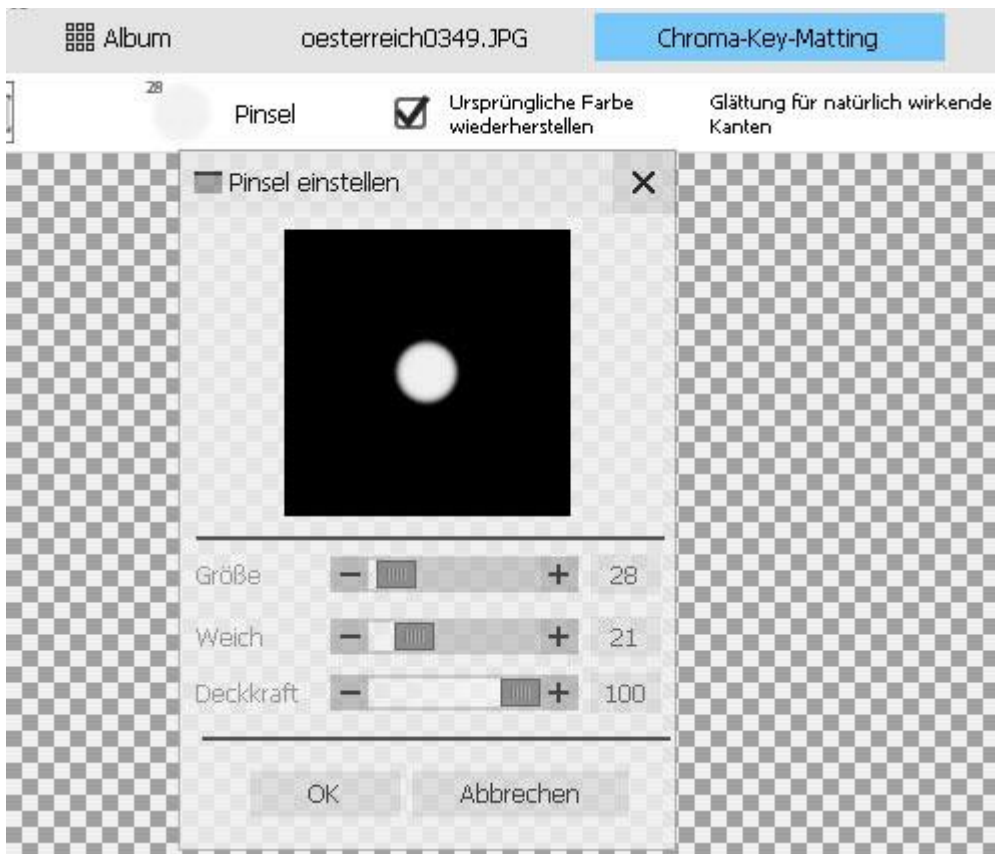 Album
oesterreich0349.JPG
Chroma-Key-Matting
28
Pinsel
Ursprüngliche Farbe
wiederherstellen
Glättung für natürlich wirkende
Kanten
Pinsel einstellen
Größe
28
Weich
21
Deckkraft
100
OK
Abbrechen